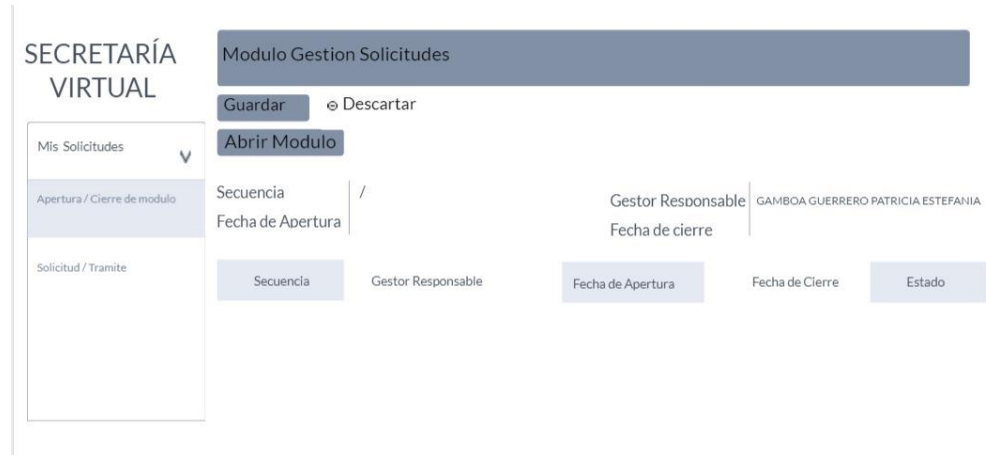 SECRETARÍA
VIRTUAL
Mis Solicitudes
Apertura / Cierre de modulo
Solicitud / Tramite
Modulo Gestion Solicitudes
Guardar Descartar
Abrir Modulo
Secuencia /
Fecha de Apertura
Gestor Responsable GAMBOA GUERRERO PATRICIA ESTEFANIA
Fecha de cierre
Secuencia Gestor Responsable Fecha de Apertura Fecha de Cierre Estado